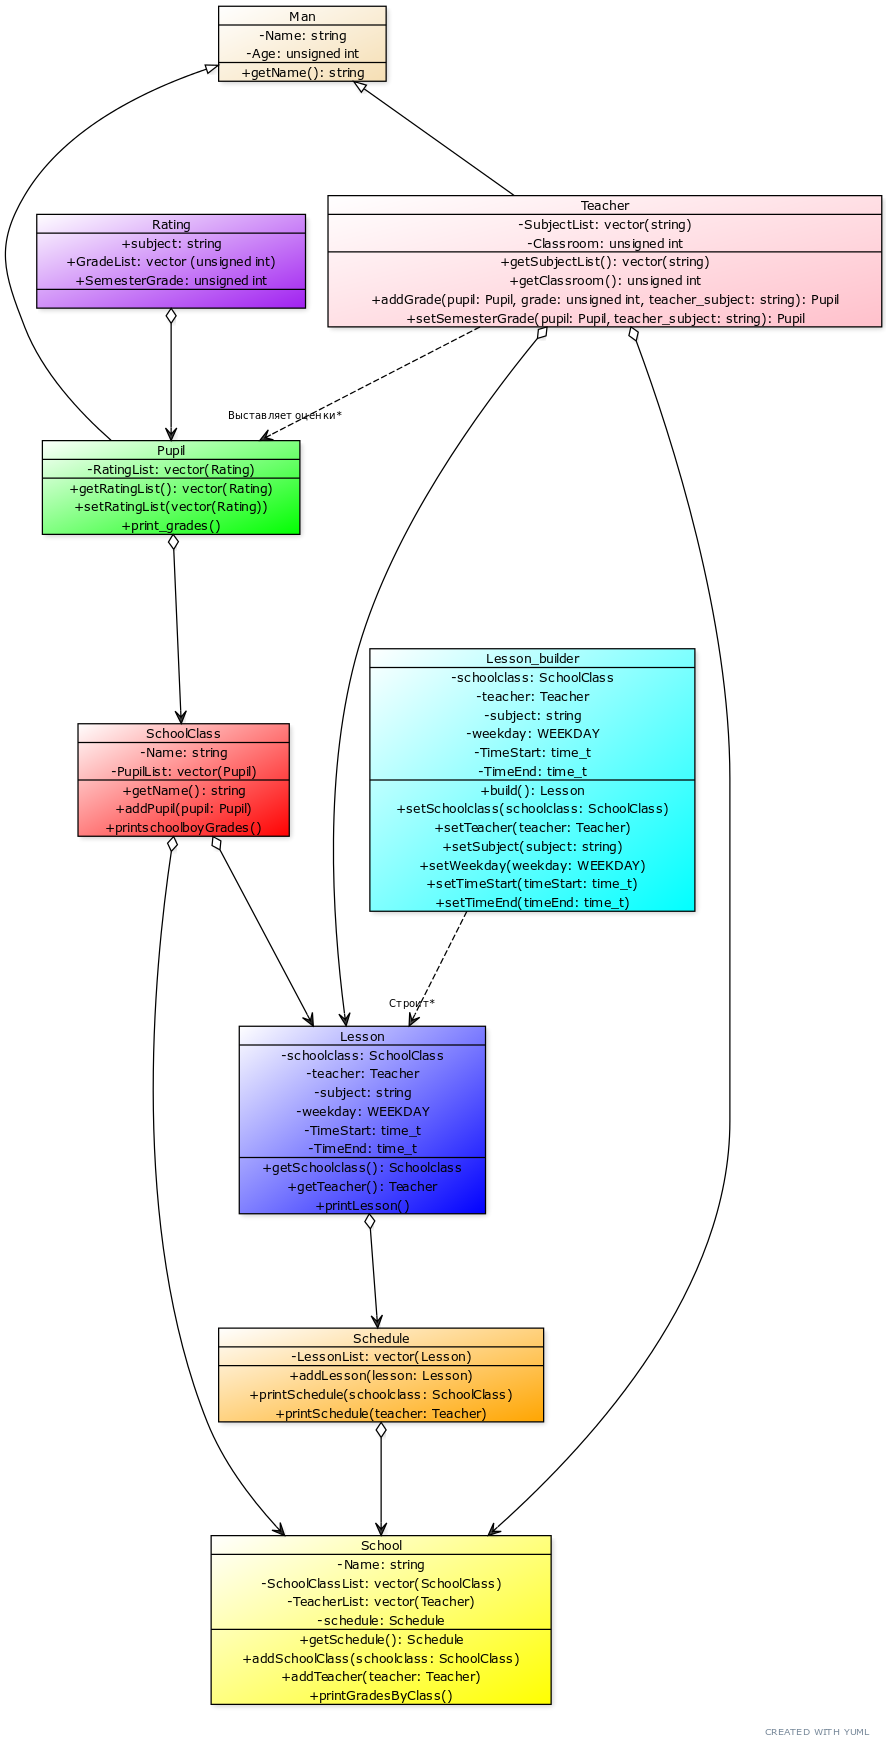 Man
-Name: string
-Age: unsigned int
+getName(): string
Rating
+subject: string
+GradeList: vector (unsigned int)
+SemesterGrade: unsigned int
Teacher
-SubjectList: vector(string)
-Classroom: unsigned int
+getSubjectList(): vector(string)
+getClassroom(): unsigned int
+addGrade(pupil: Pupil, grade: unsigned int, teacher_subject: string): Pupil
+setSemesterGrade(pupil: Pupil, teacher_subject: string): Pupil
Выставляет оценки*
Pupil
-RatingList: vector(Rating)
+getRatingList(): vector(Rating)
+setRatingList(vector(Rating))
+print_grades()
Lesson_builder
-schoolclass: SchoolClass
-teacher: Teacher
-subject: string
-weekday: WEEKDAY
-TimeStart: time_t
-TimeEnd: time_t
+build(): Lesson
+setSchoolclass(schoolclass: SchoolClass)
+setTeacher(teacher: Teacher)
+setSubject(subject: string)
+setWeekday(weekday: WEEKDAY)
+setTimeStart(timeStart: time_t)
+setTimeEnd(timeEnd: time_t)
SchoolClass
-Name: string
-PupilList: vector(Pupil)
+getName(): string
+addPupil(pupil: Pupil)
+printschoolboyGrades()
Строит*
Lesson
-schoolclass: SchoolClass
-teacher: Teacher
-subject: string
-weekday: WEEKDAY
-TimeStart: time_t
-TimeEnd: time_t
+getSchoolclass(): Schoolclass
+getTeacher(): Teacher
+printLesson()
Schedule
-LessonList: vector(Lesson)
+addLesson(lesson: Lesson)
+printSchedule(schoolclass: SchoolClass)
+printSchedule(teacher: Teacher)
School
-Name: string
-SchoolClassList: vector(SchoolClass)
-TeacherList: vector(Teacher)
-schedule: Schedule
+getSchedule(): Schedule
+addSchoolClass(schoolclass: SchoolClass)
+addTeacher(teacher: Teacher)
+printGradesByClass()
CREATED WITH YUML